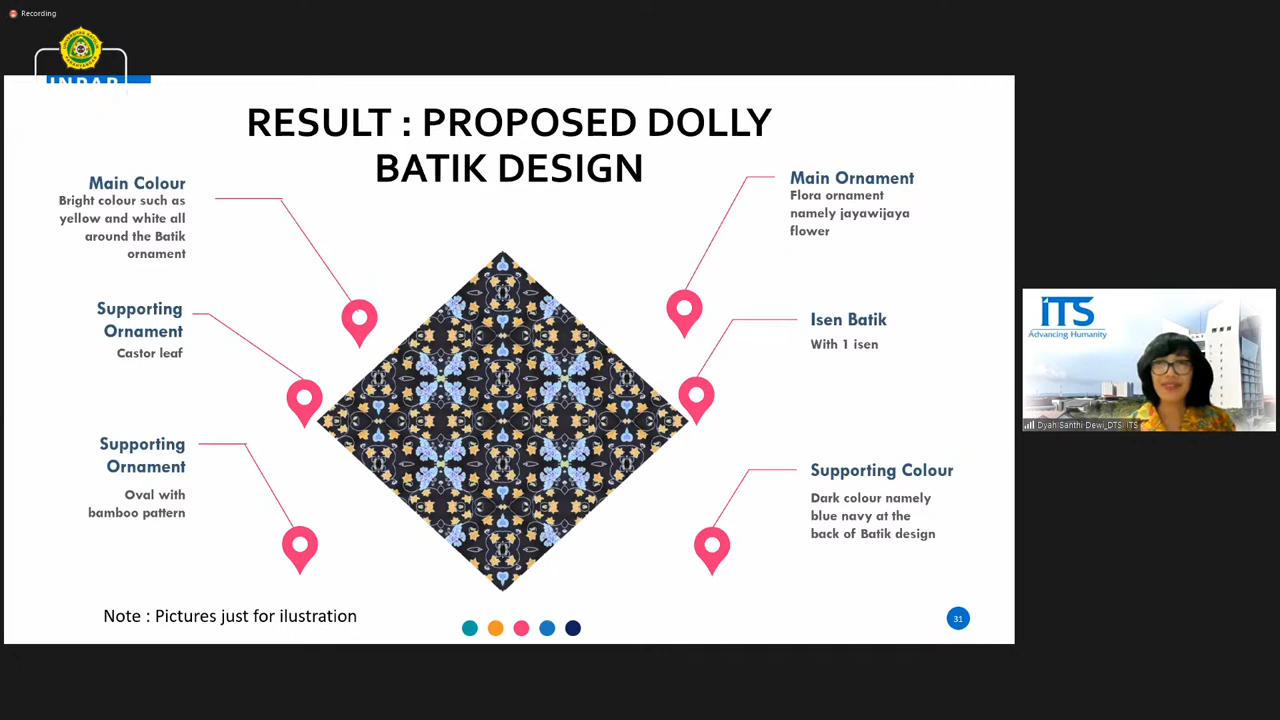 Recording
UNPAR
RESULT : PROPOSED DOLLY
BATIK DESIGN
Main Colour
Bright colour such as
yellow and white all
around the Batik
ornament
Supporting
Ornament
Castor leaf
Supporting
Ornament
Oval with
bamboo pattern
Main Ornament
Flora ornament
namely jayawijaya
flower
Isen Batik
With 1 isen
Supporting Colour
Dark colour namely
blue navy at the
back of Batik design
Note : Pictures just for ilustration
31
ITS
Advancing Humanity
Dyah Santhi Dewi_DTSI ITS